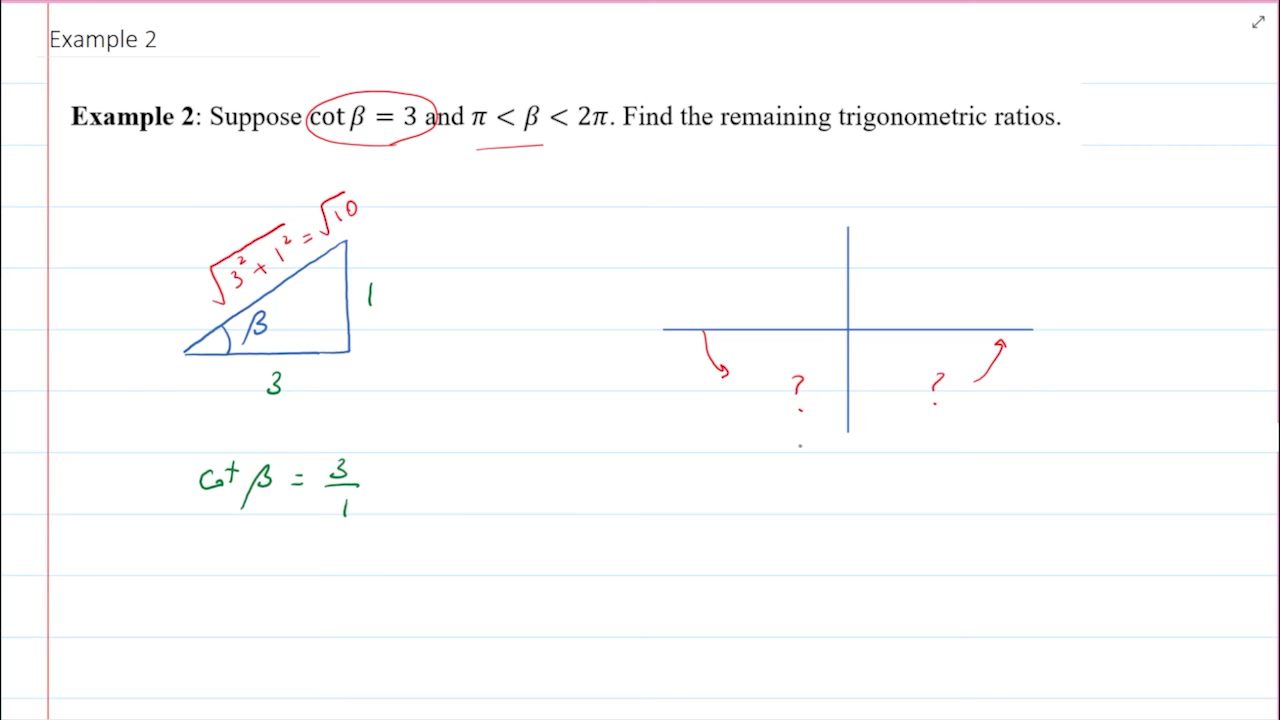 Example 2
Example 2: Suppose cot β = 3 and π < β < 2π. Find the remaining trigonometric ratios.
√3² + 1² = √10
β
1
3
? ?
cot β = 3/1